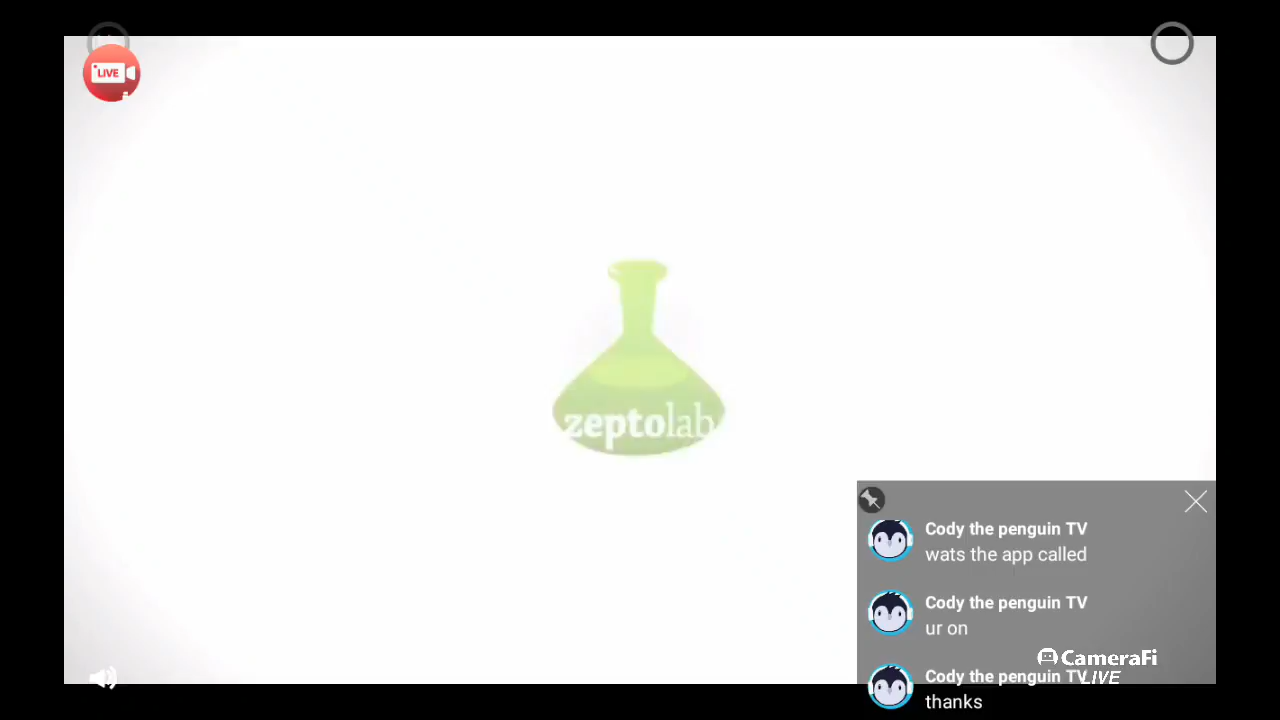 LIVE
zeptolab
Cody the penguin TV
wats the app called
Cody the penguin TV
ur on
CameraFi
LIVE
Cody the penguin TV
thanks